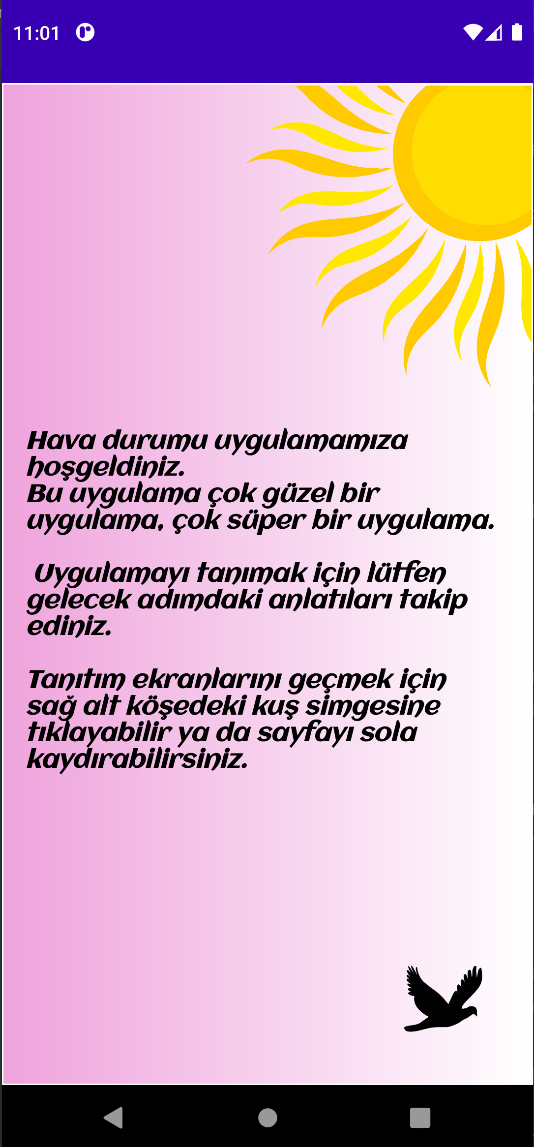 11:01
Hava durumu uygulamamıza
hoşgeldiniz.
Bu uygulama çok güzel bir
uygulama, çok süper bir uygulama.
Uygulamayı tanımak için lütfen
gelecek adımdaki anlatıları takip
ediniz.
Tanıtım ekranlarını geçmek için
sağ alt köşedeki kuş simgesine
tıklayabilir ya da sayfayı sola
kaydırabilirsiniz.